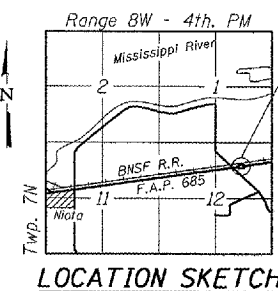 Range 8W - 4th. PM
Mississippi River
N
2
1
BNSF R.R.
F.A.P. 685
Twp. 7N
Niota
11
12
LOCATION SKETCH